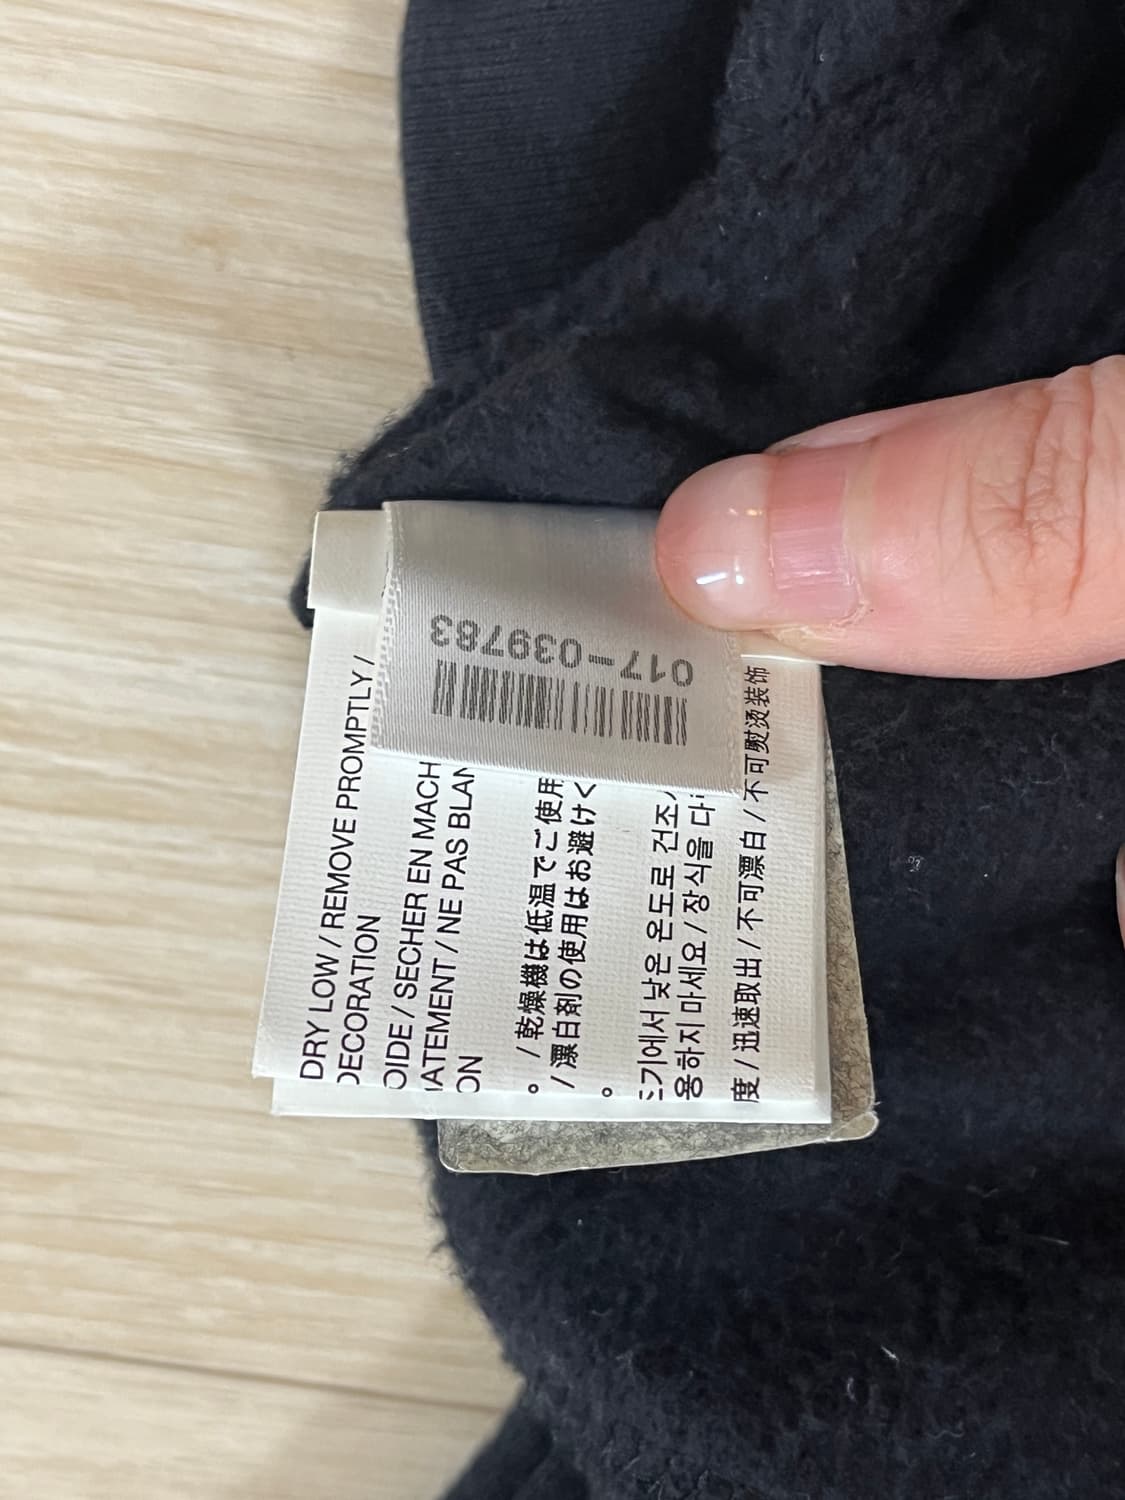 017-039783
DRY LOW / REMOVE PROMPTLY /
DECORATION
OIDE / SECHER EN MACH
ATEMENT / NE PAS BLAN
ON
。/ 乾燥機は低温でご使用
/ 漂白剤の使用はお避けく
。
기에서 낮은 온도로 건조
용하지 마세요 / 장식을 다
度 / 迅速取出 / 不可漂白 / 不可熨烫装饰